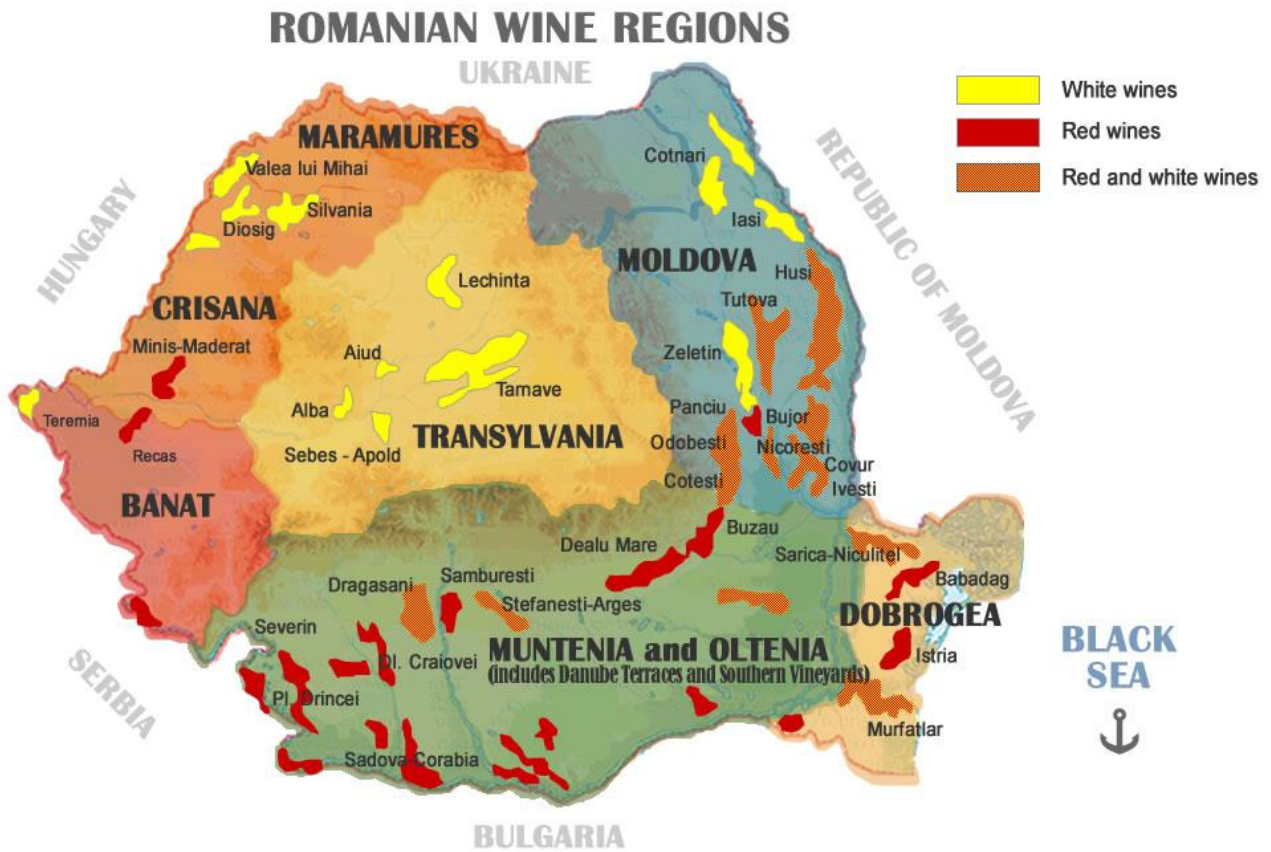 ROMANIAN WINE REGIONS
UKRAINE
White wines
Red wines
Red and white wines
MARAMURES
Valea lui Mihai
Silvania
Diosig
HUNGARY
CRISANA
Minis-Maderat
Teremia
Recas
BANAT
Lechinta
Aiud
Tarnave
Alba
Sebes - Apold
TRANSYLVANIA
Cotnari
Iasi
MOLDOVA
Husi
Tutova
Zeletin
Panciu
Bujor
Odobesti
Nicoresti
Covur
Cotesti
Ivesti
REPUBLIC OF MOLDOVA
Buzau
Dealu Mare
Sarica-Niculitel
Samburesti
Dragasani
Stefanesti-Arges
Babadag
DOBROGEA
Severin
MUNTENIA and OLTENIA
(includes Danube Terraces and Southern Vineyards)
Istria
Dl. Craiovei
Pl. Drincei
Murfatlar
Sadova-Corabia
SERBIA
BLACK
SEA
BULGARIA